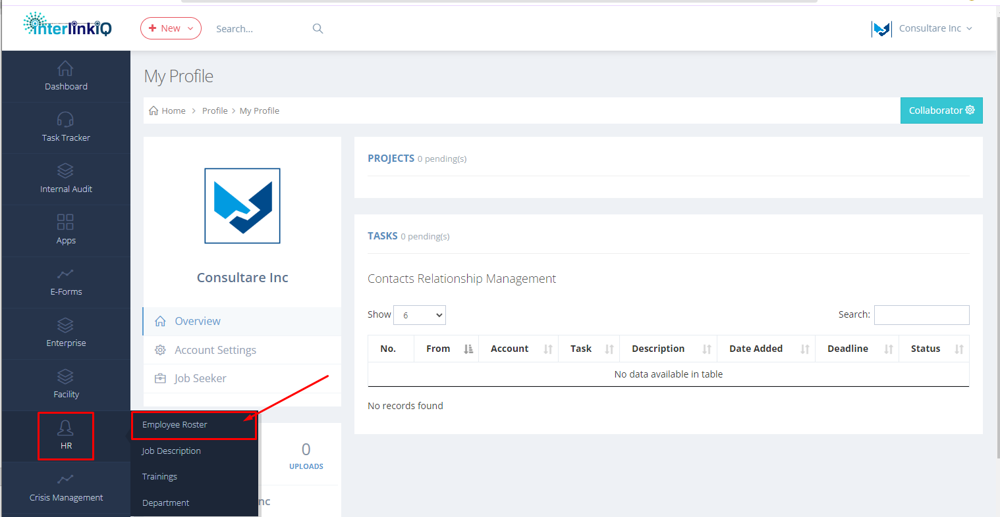 interlinkIQ
New
Search...
Consultare Inc
Dashboard
Task Tracker
Internal Audit
Apps
E-Forms
Enterprise
Facility
HR
Crisis Management
Employee Roster
Job Description
Trainings
Department
My Profile
Home > Profile > My Profile
Collaborator
Consultare Inc
Overview
Account Settings
Job Seeker
0
UPLOADS
nc
PROJECTS 0 pending(s)
TASKS 0 pending(s)
Contacts Relationship Management
Show 6
Search:
No. From Account Task Description Date Added Deadline Status
No data available in table
No records found